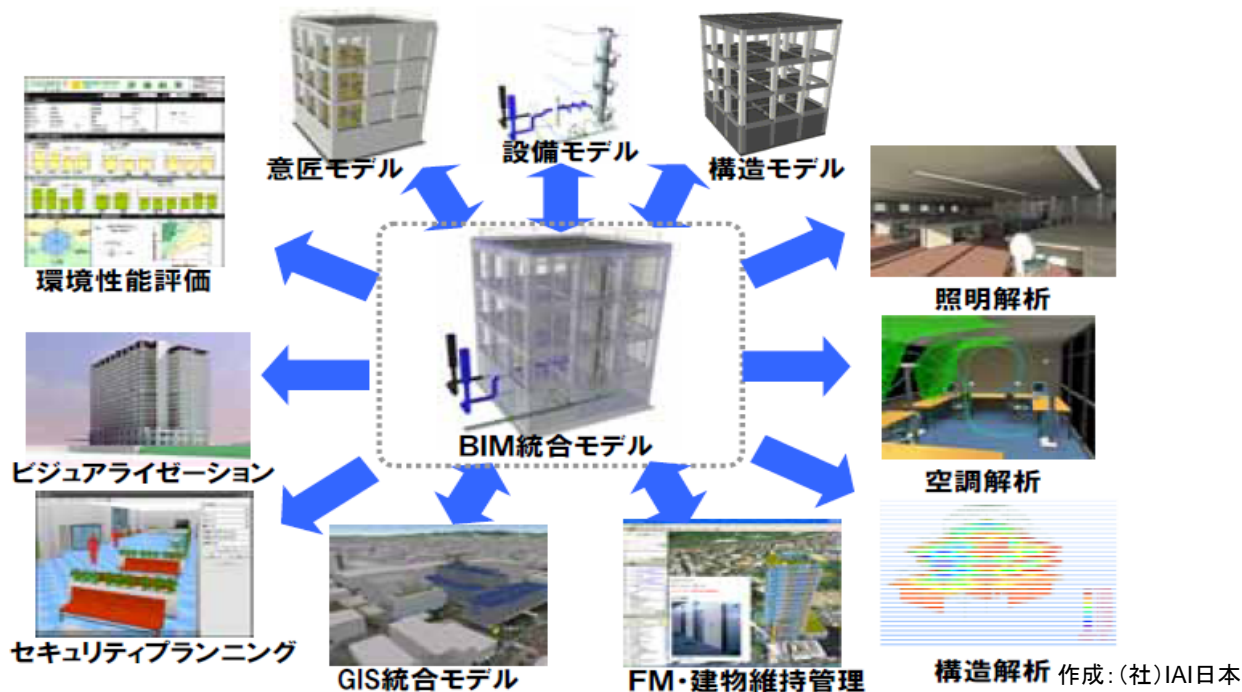 意匠モデル
設備モデル
構造モデル
環境性能評価
照明解析
BIM統合モデル
ビジュアライゼーション
空調解析
セキュリティプランニング
GIS統合モデル
FM・建物維持管理
構造解析
作成：(社)IAI日本